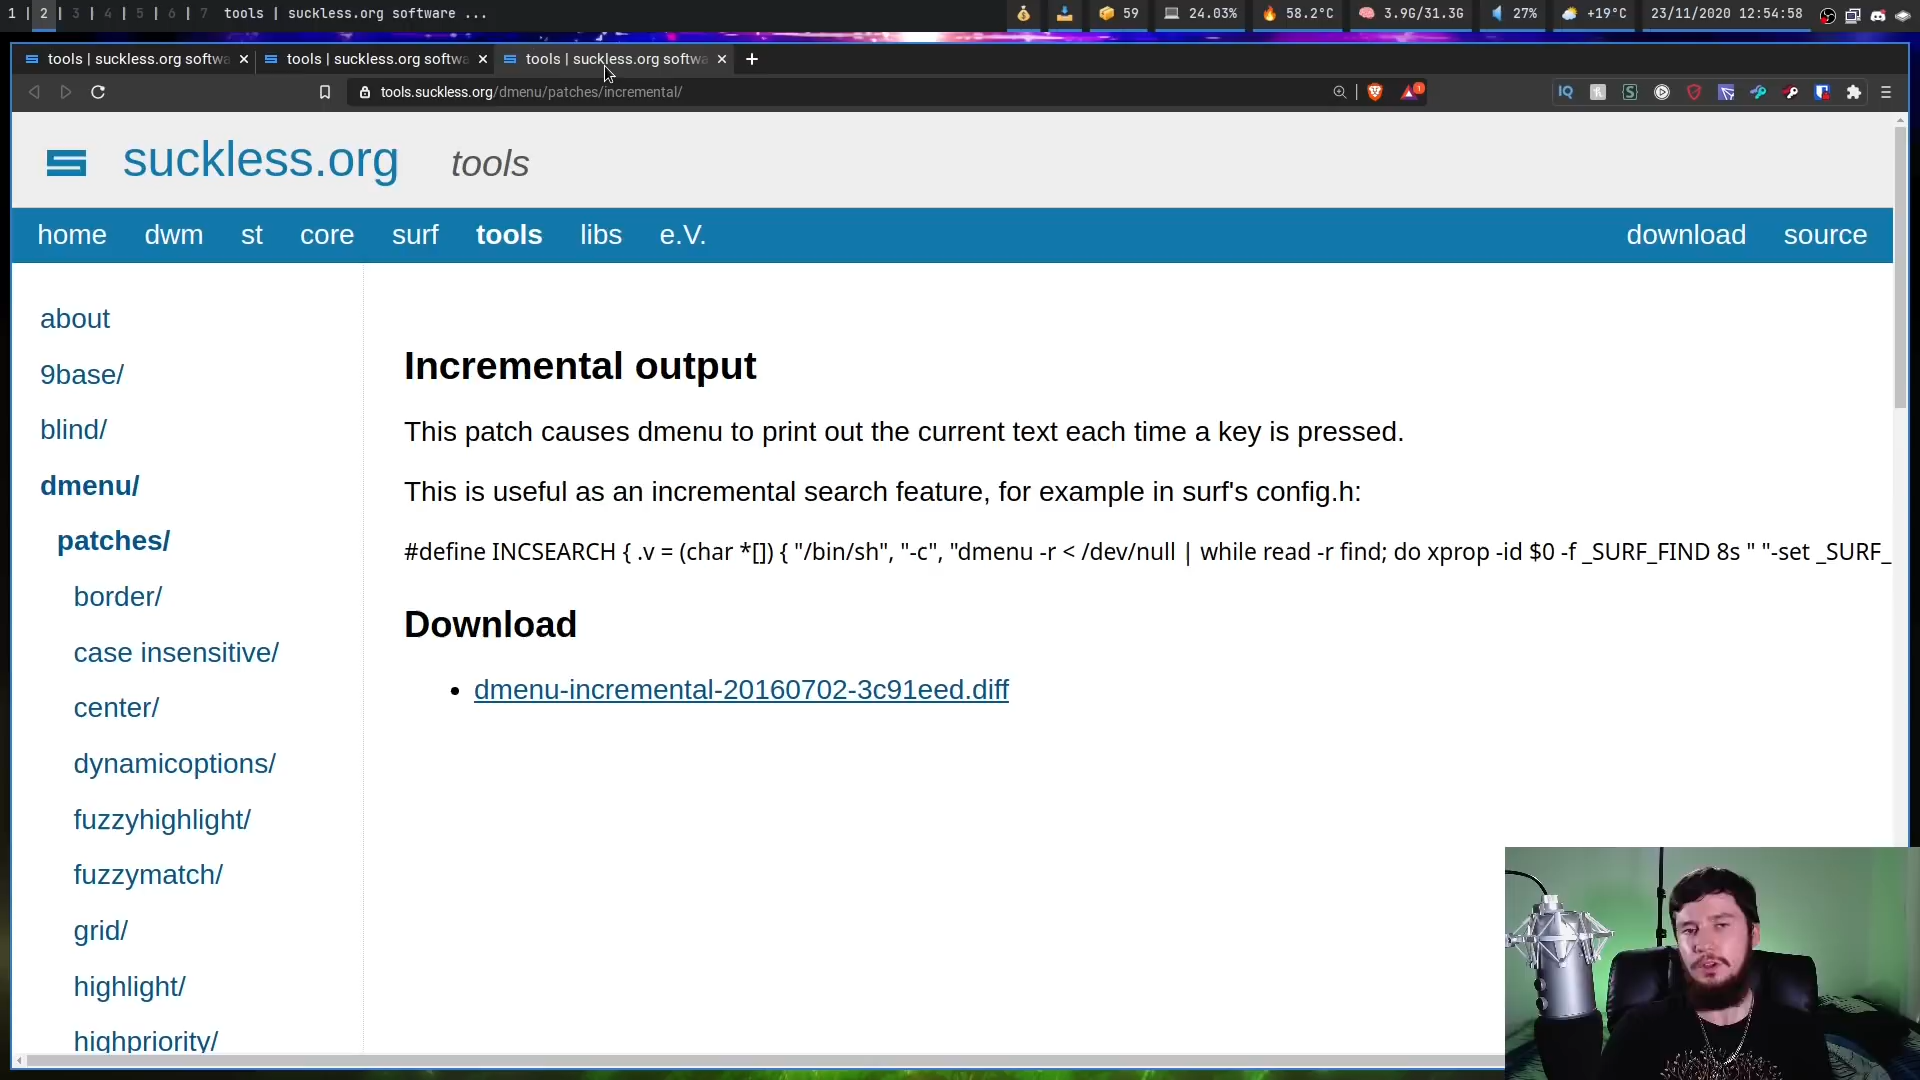 1 | 2 | 3 | 4 | 5 | 6 | 7 tools | suckless.org software ... 59 24.03% 58.2°C 3.9G/31.3G 27% +19°C 23/11/2020 12:54:58
tools | suckless.org softwa tools | suckless.org softwa tools | suckless.org softwa
tools.suckless.org/dmenu/patches/incremental/ 1 IQ
suckless.org tools
home dwm st core surf tools libs e.V. download source
about
9base/
blind/
dmenu/
patches/
border/
case insensitive/
center/
dynamicoptions/
fuzzyhighlight/
fuzzymatch/
grid/
highlight/
highpriority/
Incremental output
This patch causes dmenu to print out the current text each time a key is pressed.
This is useful as an incremental search feature, for example in surf's config.h:
#define INCSEARCH { .v = (char *[]) { "/bin/sh", "-c", "dmenu -r < /dev/null | while read -r find; do xprop -id $0 -f _SURF_FIND 8s " "-set _SURF_
Download
• dmenu-incremental-20160702-3c91eed.diff